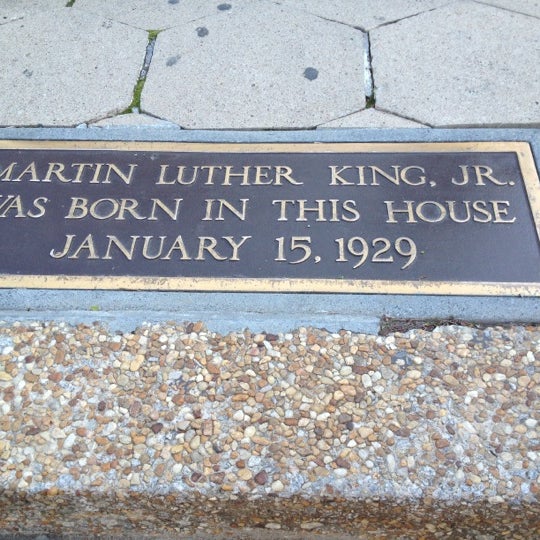 MARTIN LUTHER KING, JR.
WAS BORN IN THIS HOUSE
JANUARY 15, 1929